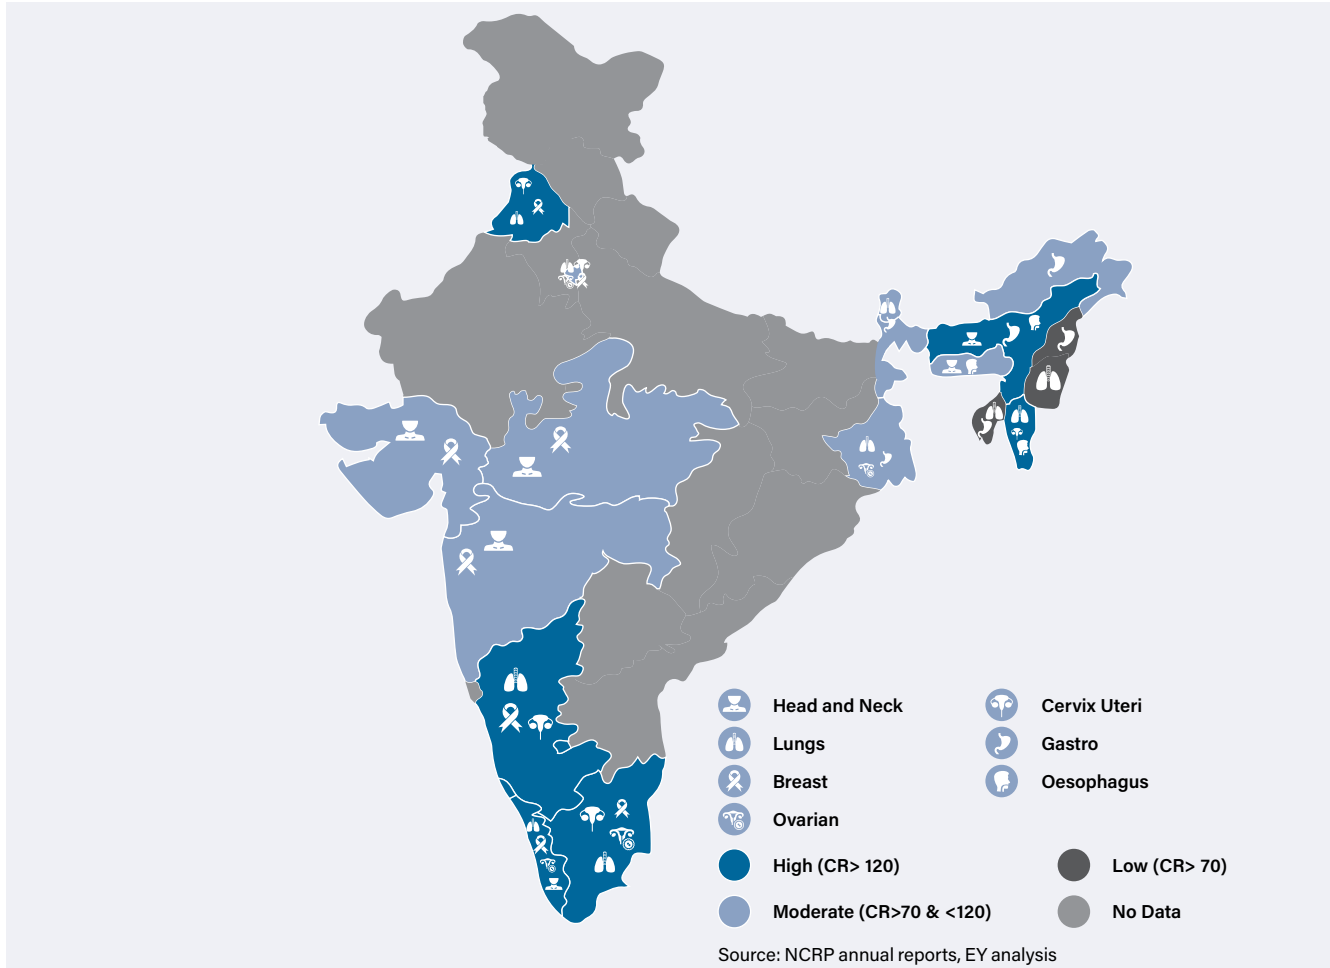 Head and Neck
Cervix Uteri
Lungs
Gastro
Breast
Oesophagus
Ovarian
High (CR> 120)
Low (CR> 70)
Moderate (CR>70 & <120)
No Data
Source: NCRP annual reports, EY analysis